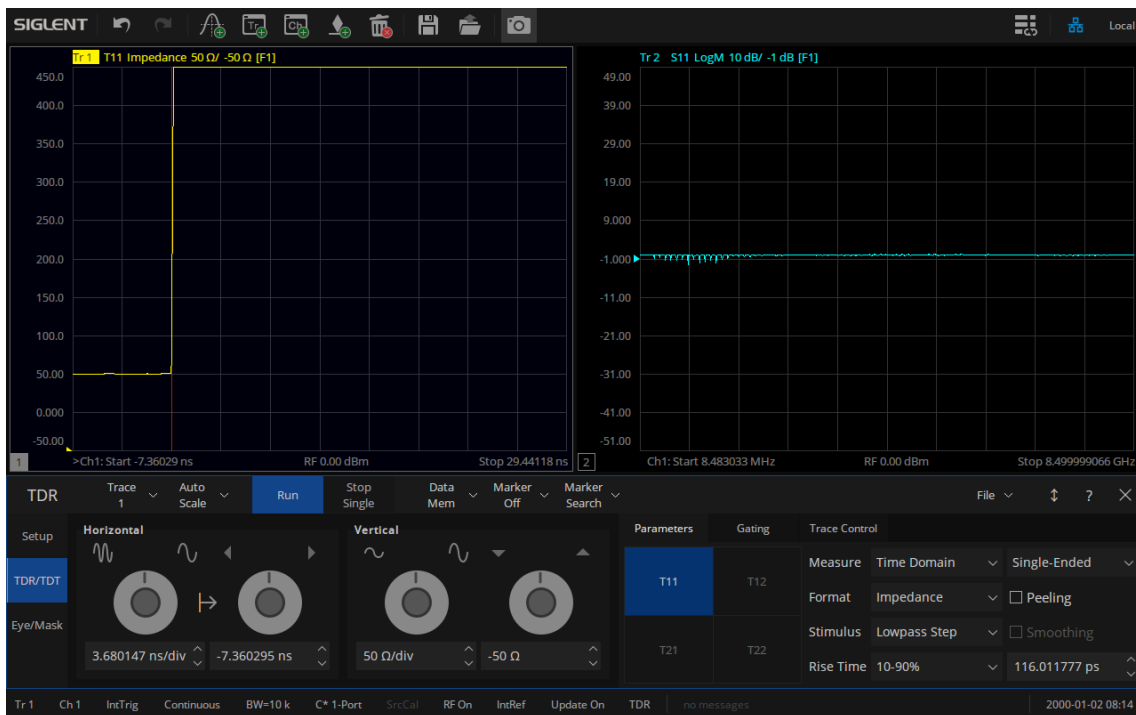 SIGLENT Tr Ch Local
Tr 1 T11 Impedance 50 Ω/ -50 Ω [F1]
450.0
400.0
350.0
300.0
250.0
200.0
150.0
100.0
50.00
0.000
-50.00
1 >Ch1: Start -7.36029 ns RF 0.00 dBm Stop 29.44118 ns
Tr 2 S11 LogM 10 dB/ -1 dB [F1]
49.00
39.00
29.00
19.00
9.000
-1.000
-11.00
-21.00
-31.00
-41.00
-51.00
2 Ch1: Start 8.483033 MHz RF 0.00 dBm Stop 8.499999066 GHz
TDR Trace 1 Auto Scale Run Stop Single Data Mem Marker Off Marker Search File ?
Setup
TDR/TDT
Eye/Mask
Horizontal
3.680147 ns/div -7.360295 ns
Vertical
50 Ω/div -50 Ω
Parameters Gating Trace Control
T11 T12
T21 T22
Measure Time Domain Single-Ended
Format Impedance Peeling
Stimulus Lowpass Step Smoothing
Rise Time 10-90% 116.011777 ps
Tr 1 Ch 1 IntTrig Continuous BW=10 k C* 1-Port SrcCal RF On IntRef Update On TDR no messages 2000-01-02 08:14